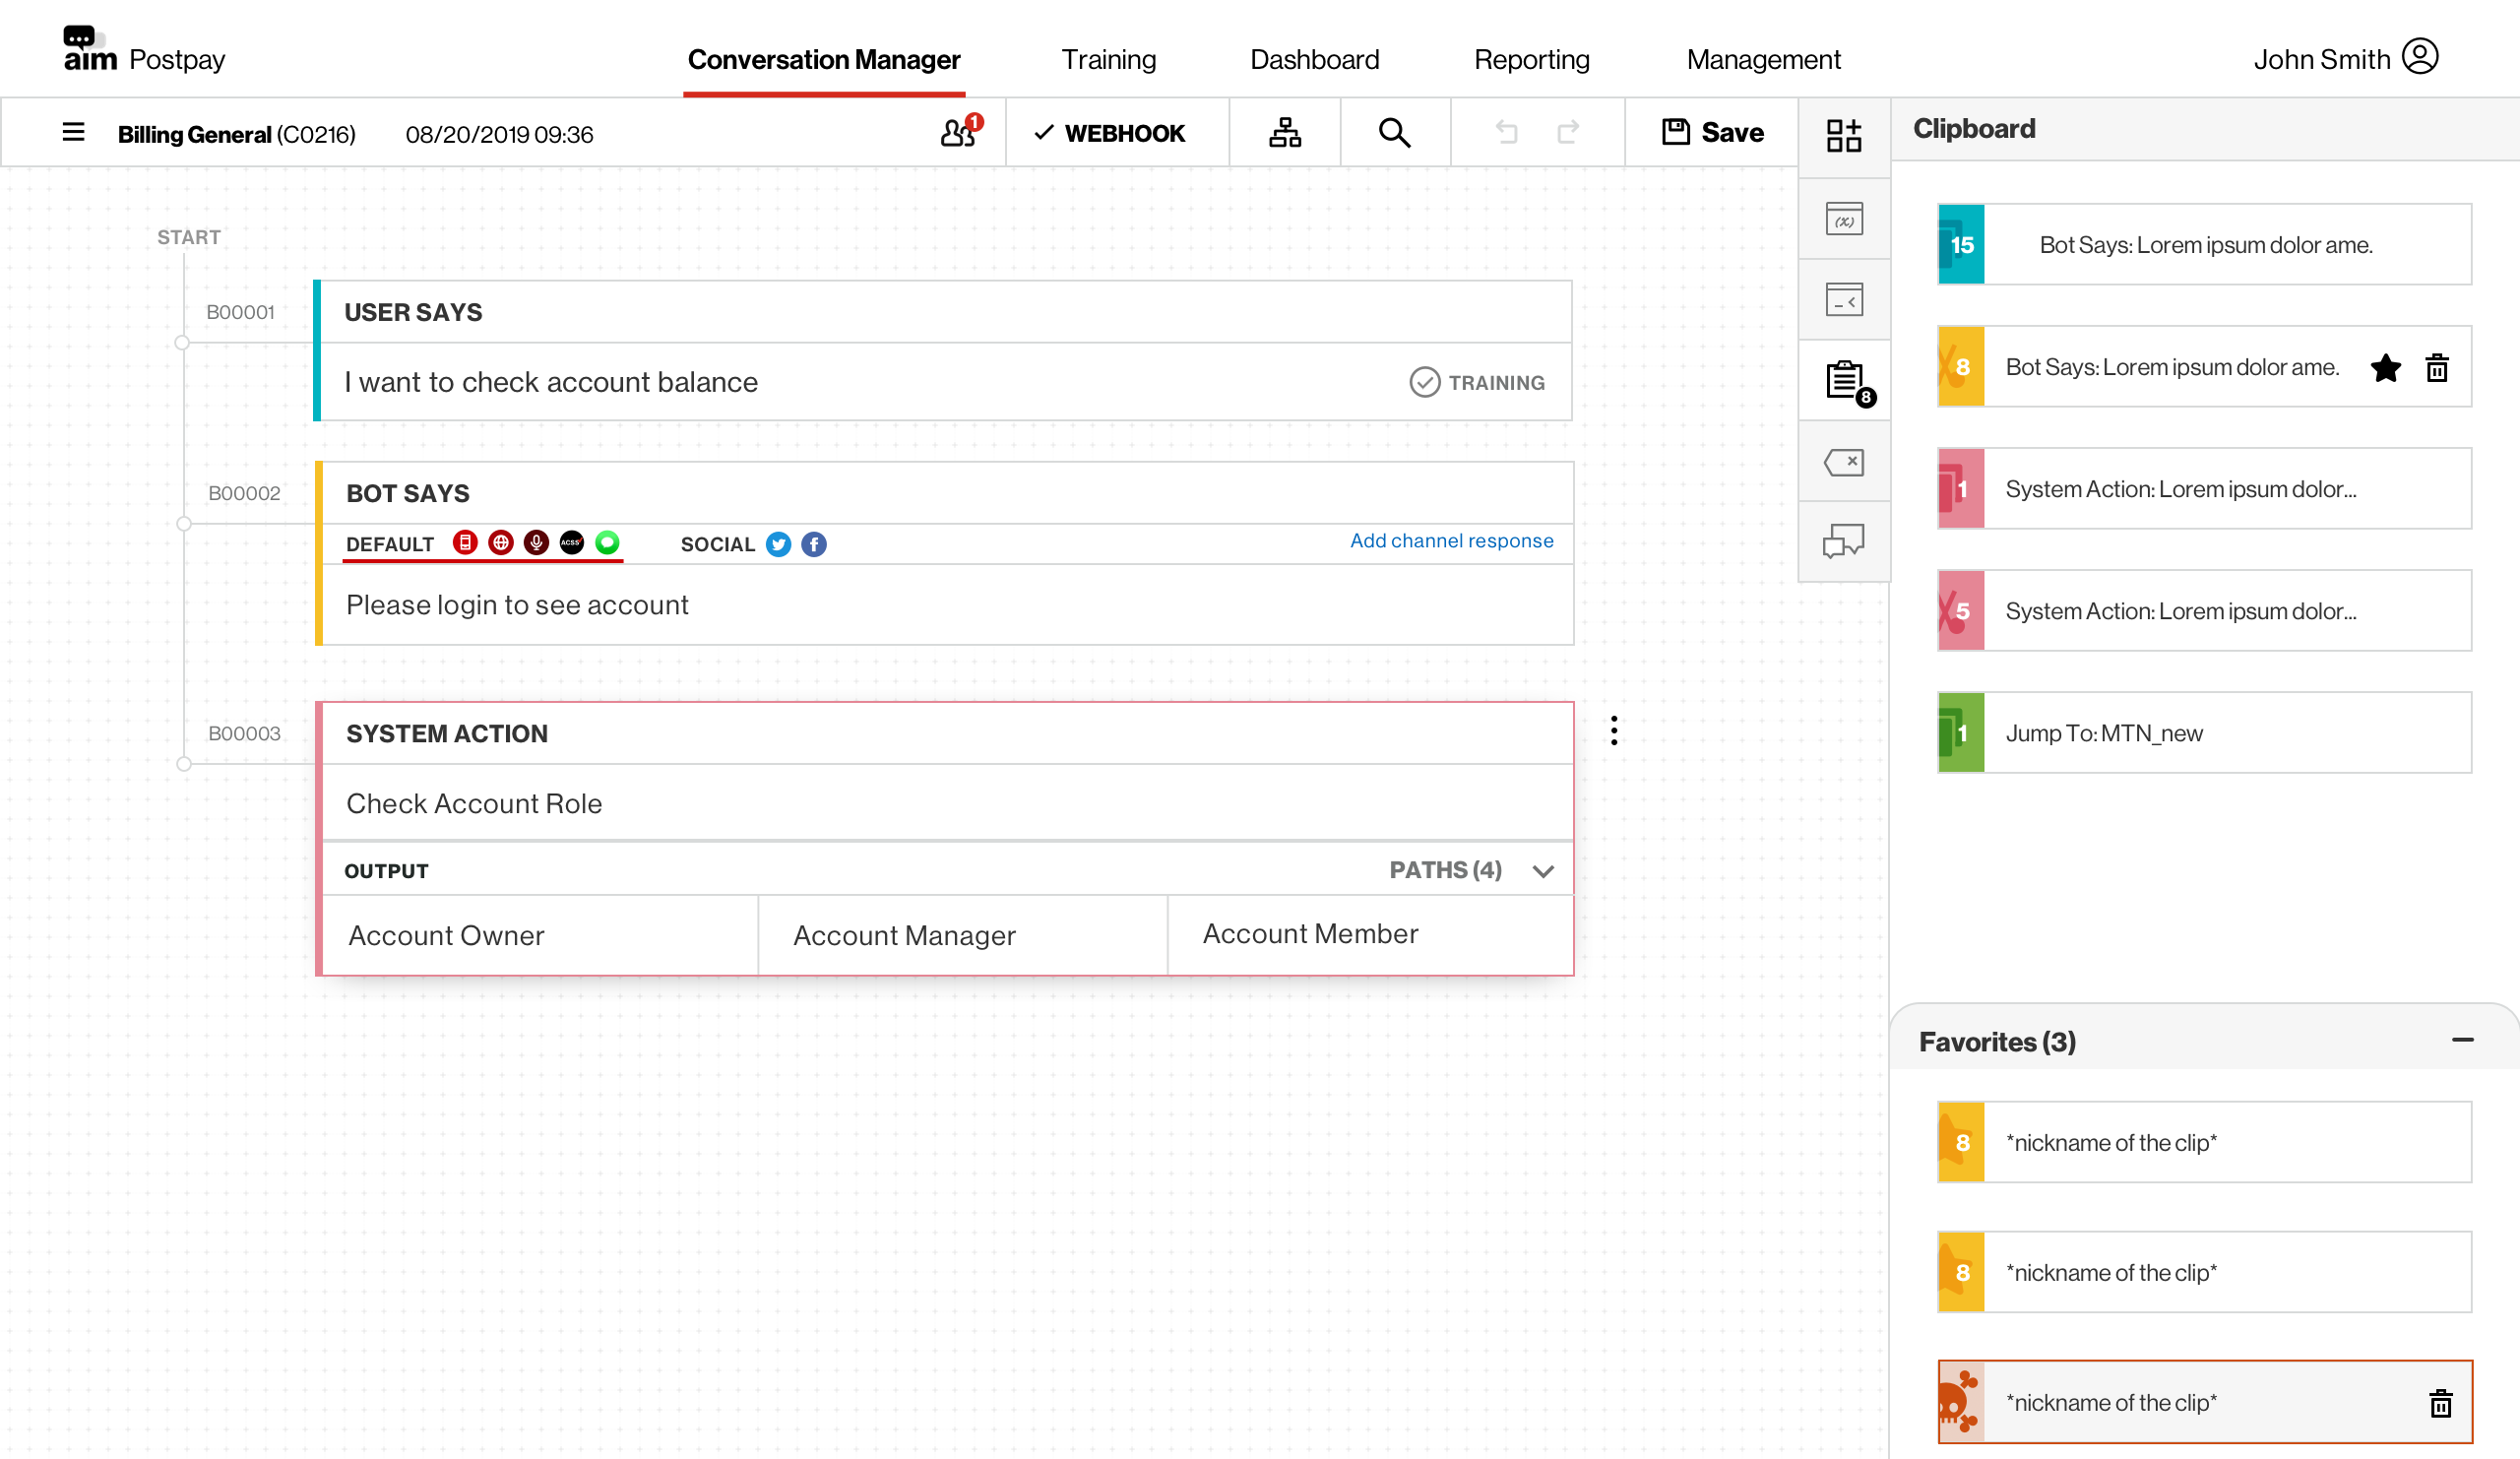 aim Postpay
Conversation Manager
Training
Dashboard
Reporting
Management
John Smith
Billing General (C0216)
08/20/2019 09:36
1
WEBHOOK
Save
Clipboard
START
B00001
USER SAYS
I want to check account balance
TRAINING
B00002
BOT SAYS
DEFAULT
ACSS
SOCIAL
Add channel response
Please login to see account
B00003
SYSTEM ACTION
Check Account Role
OUTPUT
PATHS (4)
Account Owner
Account Manager
Account Member
(x)
8
15 Bot Says: Lorem ipsum dolor ame.
8 Bot Says: Lorem ipsum dolor ame.
1 System Action: Lorem ipsum dolor...
5 System Action: Lorem ipsum dolor...
1 Jump To: MTN_new
Favorites (3)
8 *nickname of the clip*
8 *nickname of the clip*
*nickname of the clip*